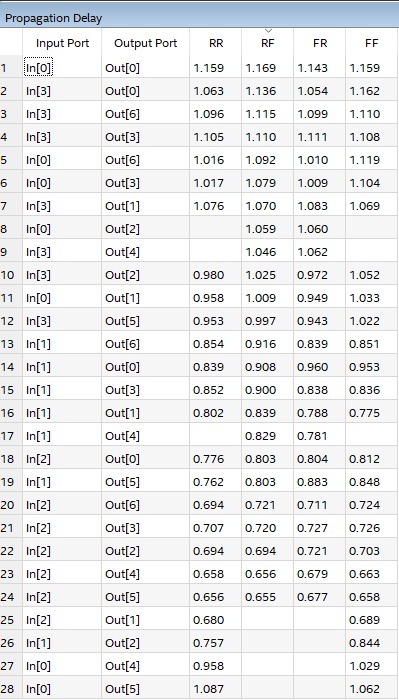 Propagation Delay
Input Port Output Port RR RF FR FF
1 In[0] Out[0] 1.159 1.169 1.143 1.159
2 In[3] Out[0] 1.063 1.136 1.054 1.162
3 In[3] Out[6] 1.096 1.115 1.099 1.110
4 In[3] Out[3] 1.105 1.110 1.111 1.108
5 In[0] Out[6] 1.016 1.092 1.010 1.119
6 In[0] Out[3] 1.017 1.079 1.009 1.104
7 In[3] Out[1] 1.076 1.070 1.083 1.069
8 In[0] Out[2] 1.059 1.060
9 In[3] Out[4] 1.046 1.062
10 In[3] Out[2] 0.980 1.025 0.972 1.052
11 In[0] Out[1] 0.958 1.009 0.949 1.033
12 In[3] Out[5] 0.953 0.997 0.943 1.022
13 In[1] Out[6] 0.854 0.916 0.839 0.851
14 In[1] Out[0] 0.839 0.908 0.960 0.953
15 In[1] Out[3] 0.852 0.900 0.838 0.836
16 In[1] Out[1] 0.802 0.839 0.788 0.775
17 In[1] Out[4] 0.829 0.781
18 In[2] Out[0] 0.776 0.803 0.804 0.812
19 In[1] Out[5] 0.762 0.803 0.883 0.848
20 In[2] Out[6] 0.694 0.721 0.711 0.724
21 In[2] Out[3] 0.707 0.720 0.727 0.726
22 In[2] Out[2] 0.694 0.694 0.721 0.703
23 In[2] Out[4] 0.658 0.656 0.679 0.663
24 In[2] Out[5] 0.656 0.655 0.677 0.658
25 In[2] Out[1] 0.680 0.689
26 In[1] Out[2] 0.757 0.844
27 In[0] Out[4] 0.958 1.029
28 In[0] Out[5] 1.087 1.062